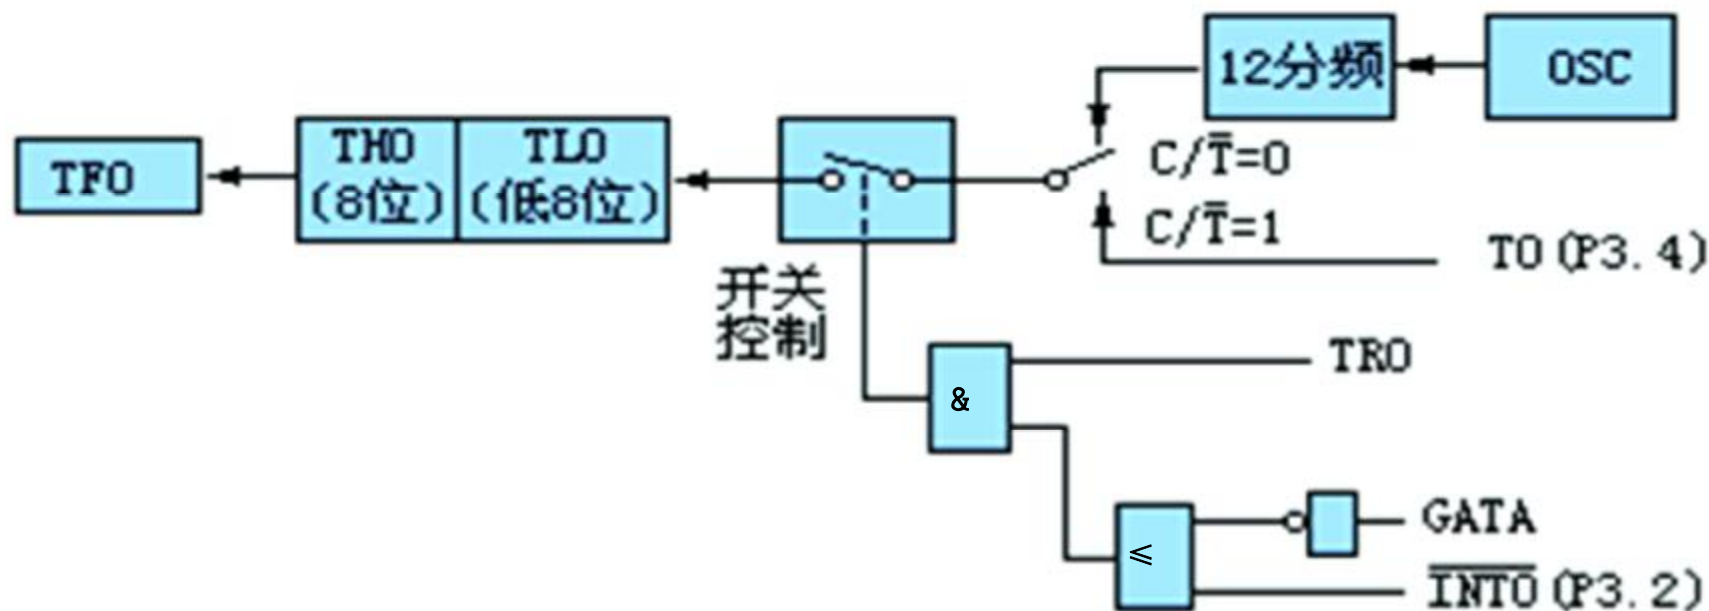 12分频
OSC
TF0
TH0
(8位)
TL0
(低8位)
C/T̅=0
C/T̅=1
T0(P3.4)
开关
控制
TR0
&
GATA
≤
I̅N̅T̅0̅(P3.2)